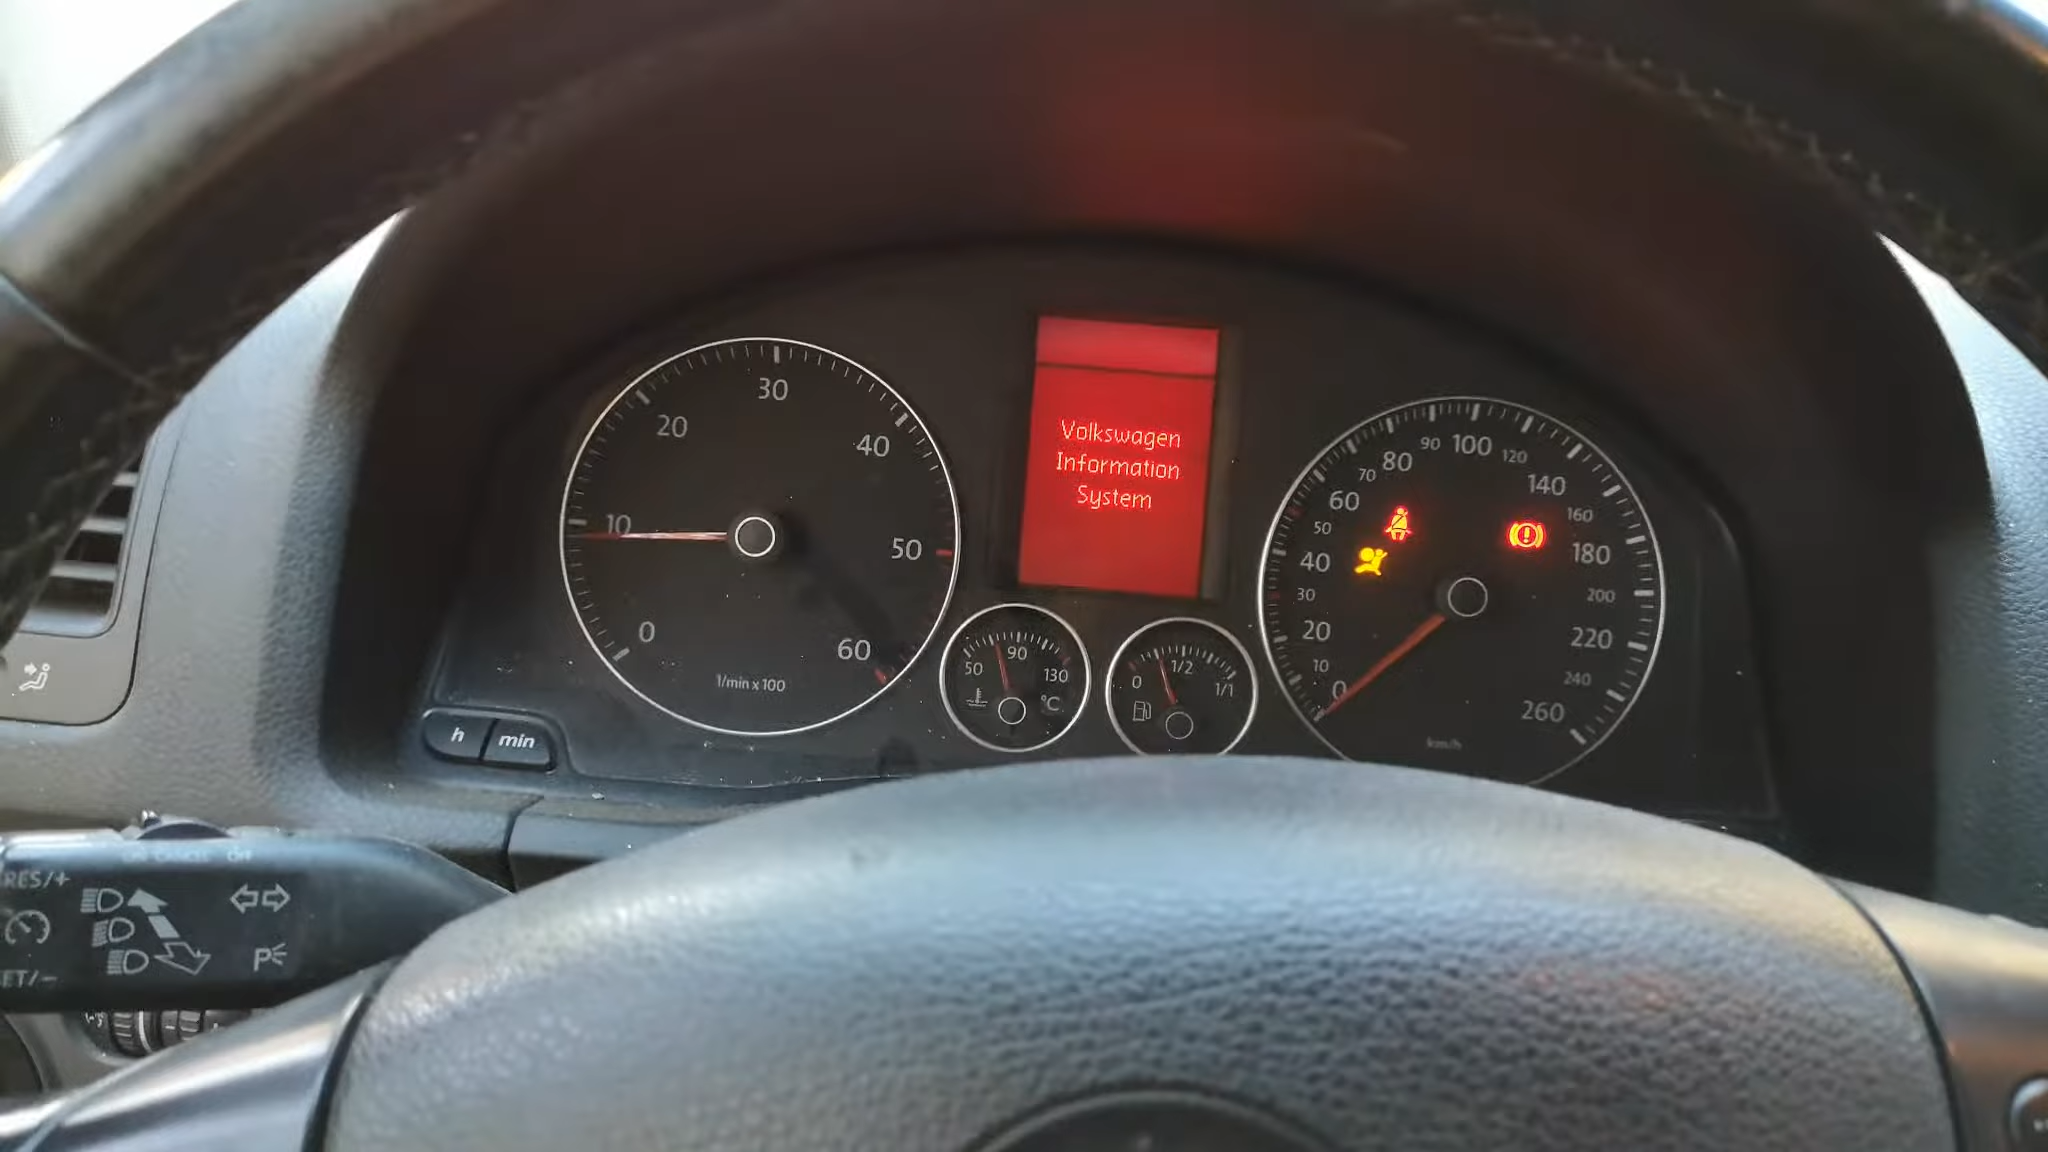 30
20
40
10
50
0
60
1/min x 100
Volkswagen
Information
System
50
90
130
°C
0
1/2
1/1
90
100
120
80
70
140
60
160
50
40
180
30
200
20
220
10
240
0
260
km/h
h
min
CANCEL OFF
RES/+
P